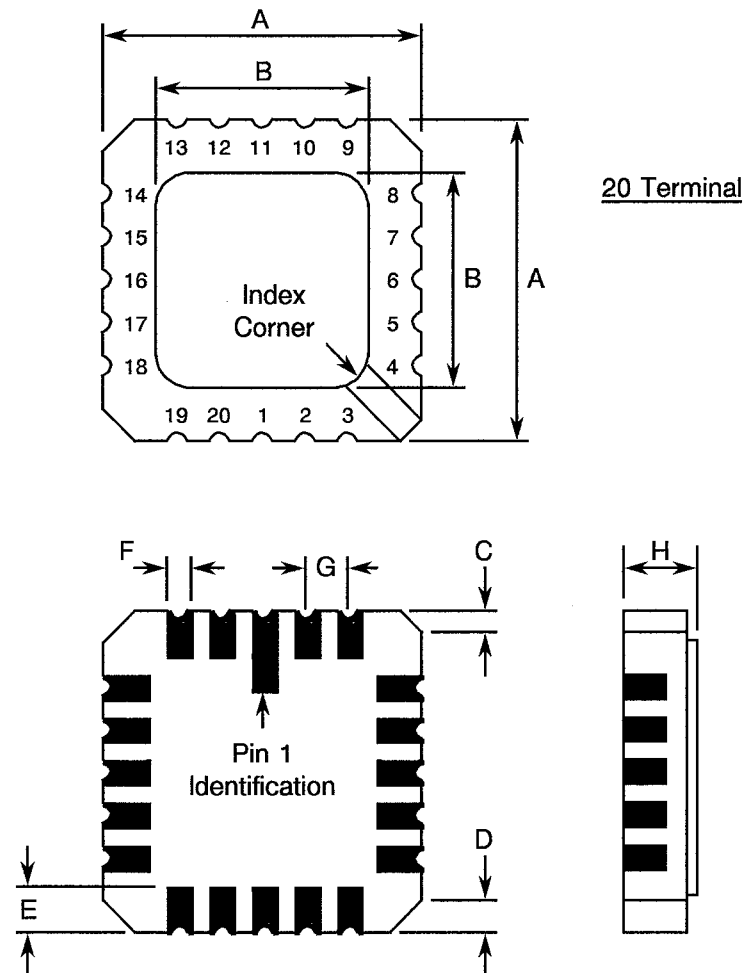 A
B
13 12 11 10 9
20 Terminal
14 8
15 7
16 6
17 5
18 4
B A
Index
Corner
19 20 1 2 3
F G C H
Pin 1
Identification
D
E